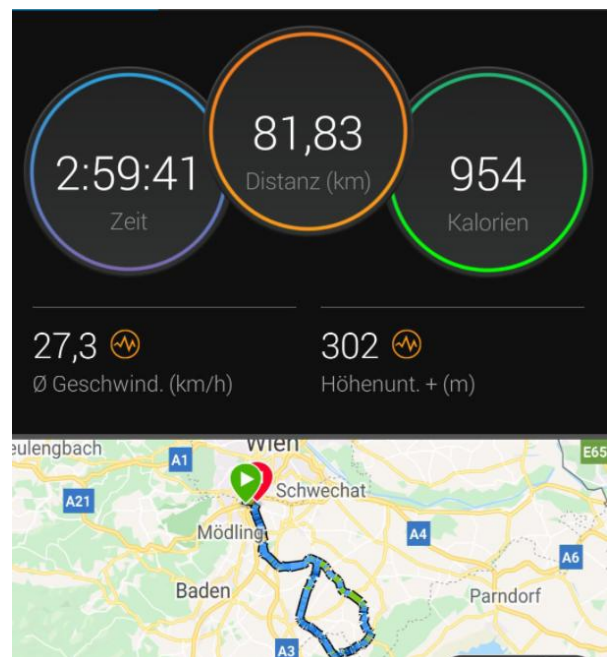 81,83
Distanz (km)
2:59:41
Zeit
954
Kalorien
27,3
Ø Geschwind. (km/h)
302
Höhenunt. + (m)
eulengbach
A1
Wien
E65
A21
Schwechat
Mödling
A4
A6
Baden
Parndorf
A3